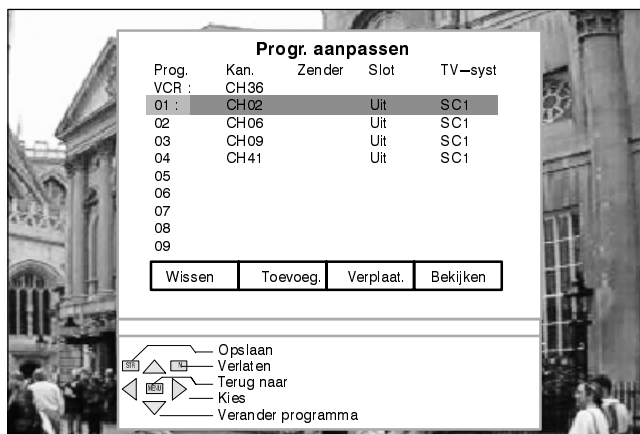 Progr. aanpassen
Prog. Kan. Zender Slot TV-syst
VCR : CH36
01 : CH02 Uit SC1
02 CH06 Uit SC1
03 CH09 Uit SC1
04 CH41 Uit SC1
05
06
07
08
09
Wissen Toevoeg. Verplaat. Bekijken
Opslaan
STR N Verlaten
MENU Terug naar
Kies
Verander programma